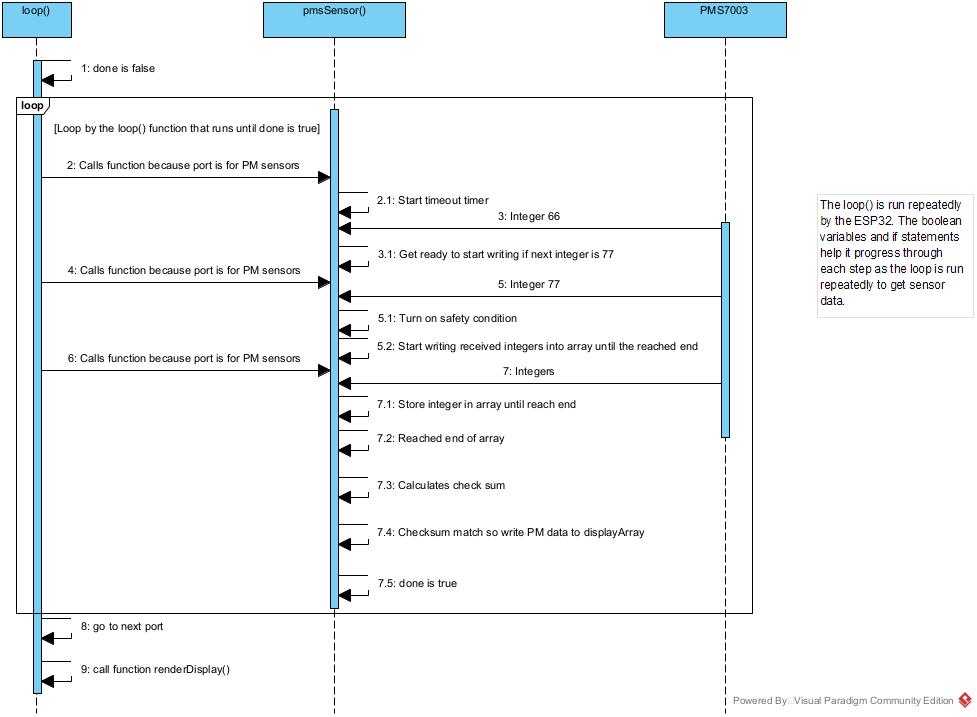 loop()
pmsSensor()
PMS7003
1: done is false
loop
[Loop by the loop() function that runs until done is true]
2: Calls function because port is for PM sensors
2.1: Start timeout timer
3: Integer 66
3.1: Get ready to start writing if next integer is 77
4: Calls function because port is for PM sensors
5: Integer 77
5.1: Turn on safety condition
5.2: Start writing received integers into array until the reached end
6: Calls function because port is for PM sensors
7: Integers
7.1: Store integer in array until reach end
7.2: Reached end of array
7.3: Calculates check sum
7.4: Checksum match so write PM data to displayArray
7.5: done is true
8: go to next port
9: call function renderDisplay()
The loop() is run repeatedly
by the ESP32. The boolean
variables and if statements
help it progress through
each step as the loop is run
repeatedly to get sensor
data.
Powered By Visual Paradigm Community Edition